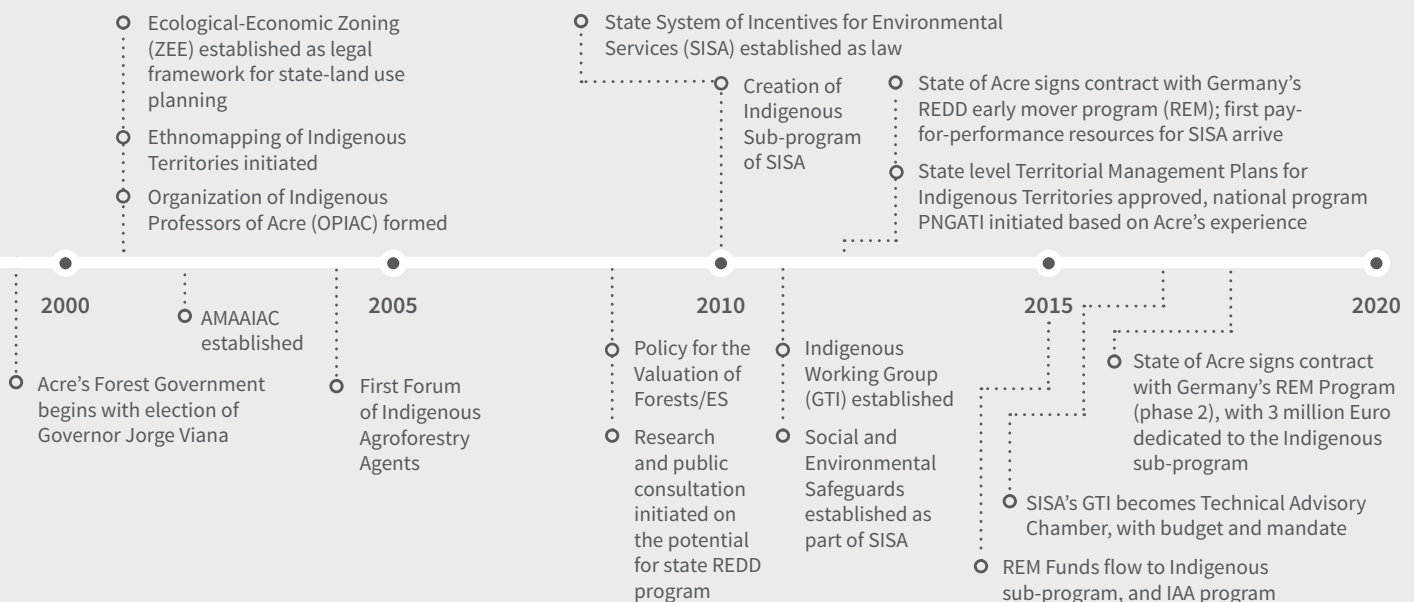 Ecological-Economic Zoning
(ZEE) established as legal
framework for state-land use
planning
Ethnomapping of Indigenous
Territories initiated
Organization of Indigenous
Professors of Acre (OPIAC) formed
State System of Incentives for Environmental
Services (SISA) established as law
Creation of
Indigenous
Sub-program
of SISA
State of Acre signs contract with Germany’s
REDD early mover program (REM); first pay-
for-performance resources for SISA arrive
State level Territorial Management Plans for
Indigenous Territories approved, national program
PNGATI initiated based on Acre’s experience
2000
2005
2010
2015
2020
Acre’s Forest Government
begins with election of
Governor Jorge Viana
AMAAIAC
established
First Forum
of Indigenous
Agroforestry
Agents
Policy for the
Valuation of
Forests/ES
Research
and public
consultation
initiated on
the potential
for state REDD
program
Indigenous
Working Group
(GTI) established
Social and
Environmental
Safeguards
established as
part of SISA
State of Acre signs contract
with Germany’s REM Program
(phase 2), with 3 million Euro
dedicated to the Indigenous
sub-program
SISA’s GTI becomes Technical Advisory
Chamber, with budget and mandate
REM Funds flow to Indigenous
sub-program, and IAA program